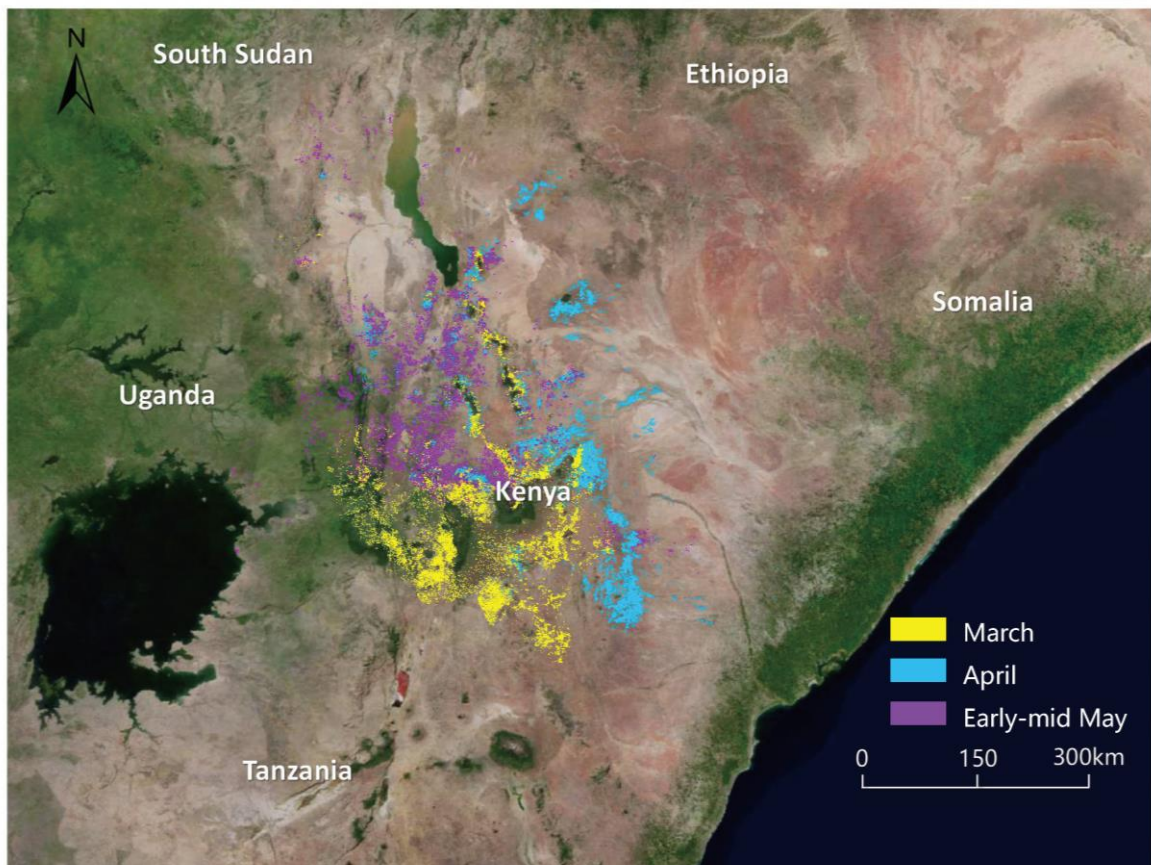 N
South Sudan
Ethiopia
Somalia
Uganda
Kenya
March
April
Early-mid May
0 150 300km
Tanzania